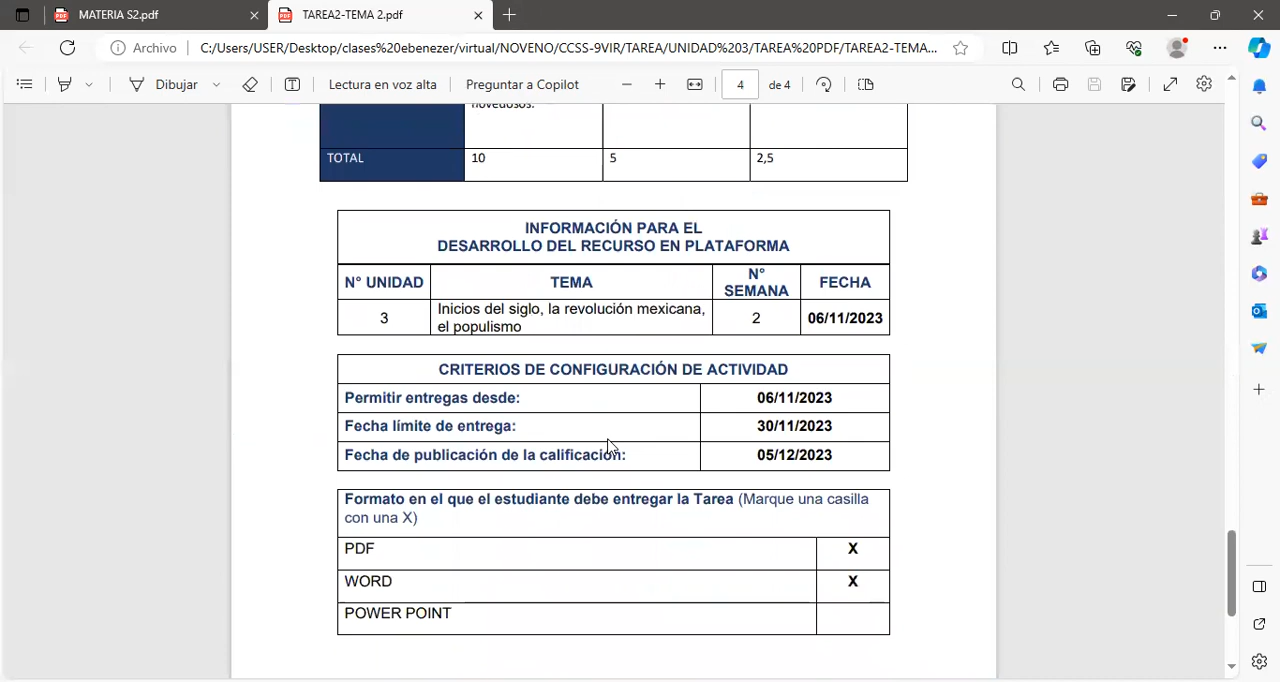 MATERIA S2.pdf
TAREA2-TEMA 2.pdf
Archivo
C:/Users/USER/Desktop/clases%20ebenezer/virtual/NOVENO/CCSS-9VIR/TAREA/UNIDAD%203/TAREA%20PDF/TAREA2-TEMA...
Dibujar
Lectura en voz alta
Preguntar a Copilot
4
de 4
novedosos.
TOTAL 10 5 2,5
INFORMACIÓN PARA EL
DESARROLLO DEL RECURSO EN PLATAFORMA
N° UNIDAD TEMA N° SEMANA FECHA
3 Inicios del siglo, la revolución mexicana, 2 06/11/2023
el populismo
CRITERIOS DE CONFIGURACIÓN DE ACTIVIDAD
Permitir entregas desde: 06/11/2023
Fecha límite de entrega: 30/11/2023
Fecha de publicación de la calificación: 05/12/2023
Formato en el que el estudiante debe entregar la Tarea (Marque una casilla
con una X)
PDF X
WORD X
POWER POINT